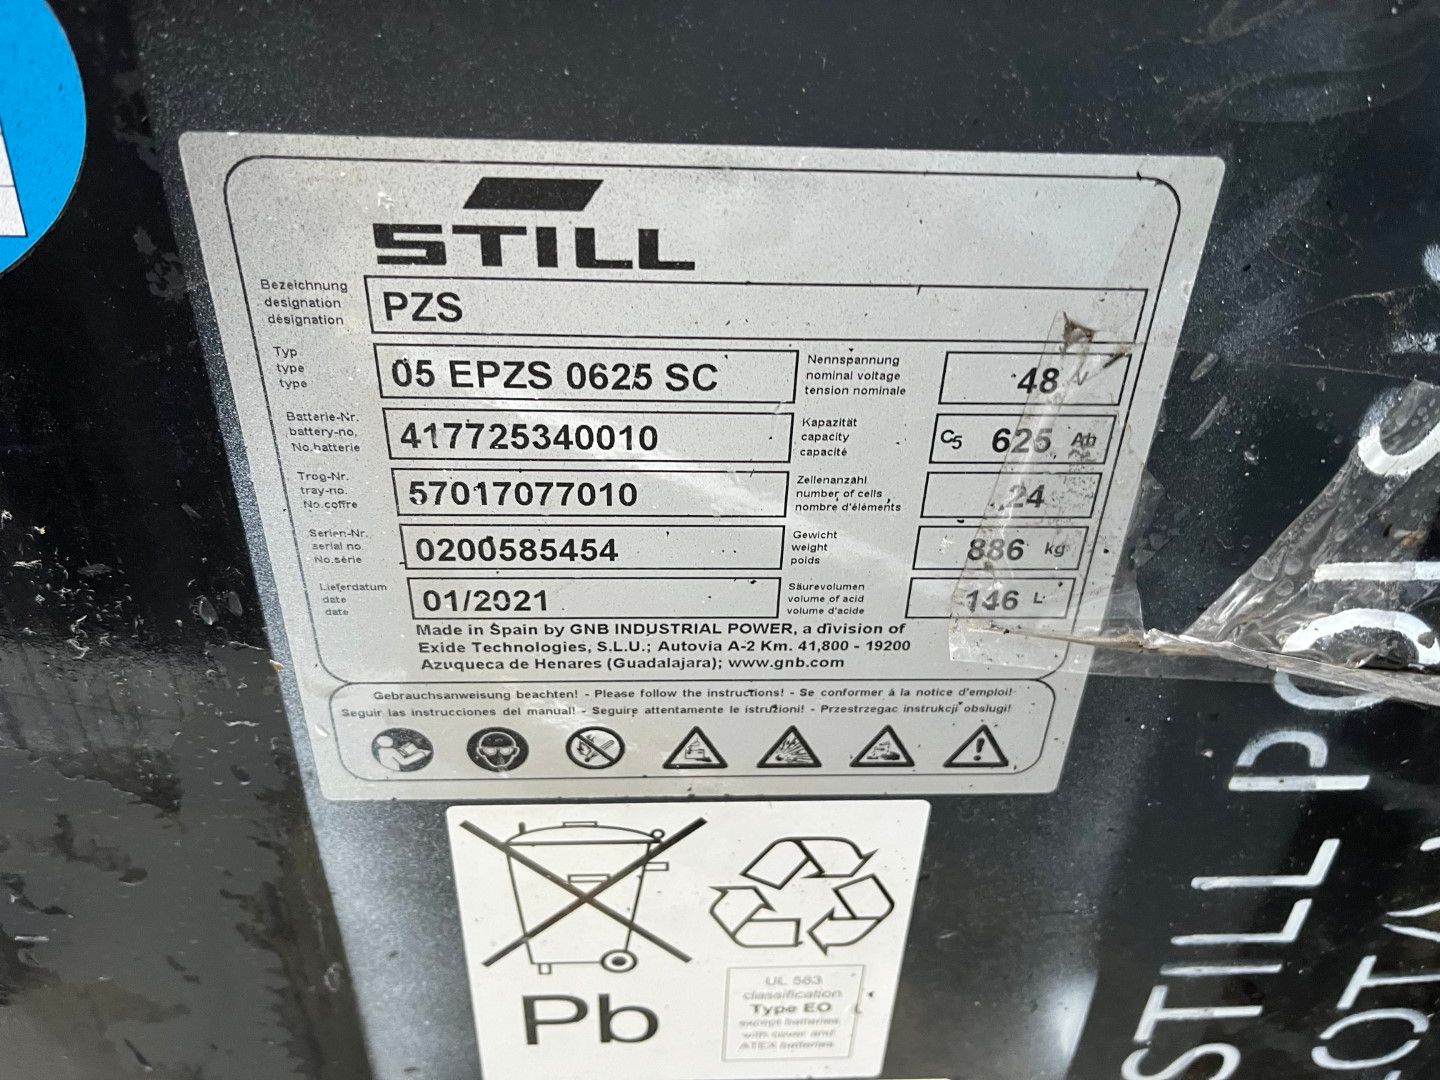 STILL
Bezeichnung
designation
désignation
PZS
Typ
type
type
05 EPZS 0625 SC
Nennspannung
nominal voltage
tension nominale
48 V
Batterie-Nr.
battery-no.
No.batterie
417725340010
Kapazität
capacity
capacité
C5 625 Ah
Trog-Nr.
tray-no.
No.coffre
57017077010
Zellenanzahl
number of cells
nombre d'éléments
24
Serien-Nr.
serial no.
No.série
0200585454
Gewicht
weight
poids
886 kg
Lieferdatum
date
date
01/2021
Säurevolumen
volume of acid
volume d'acide
146 L
Made in Spain by GNB INDUSTRIAL POWER, a division of
Exide Technologies, S.L.U.; Autovia A-2 Km. 41,800 - 19200
Azuqueca de Henares (Guadalajara); www.gnb.com
Gebrauchsanweisung beachten! - Please follow the instructions! - Se conformer à la notice d'emploi!
Seguir las instrucciones del manual! - Seguire attentamente le istruzioni! - Przestrzegac instrukcji obslugi!
Pb
UL 583
classification
Type EO
except batteries
with cover and
ATEX batteries
STILL